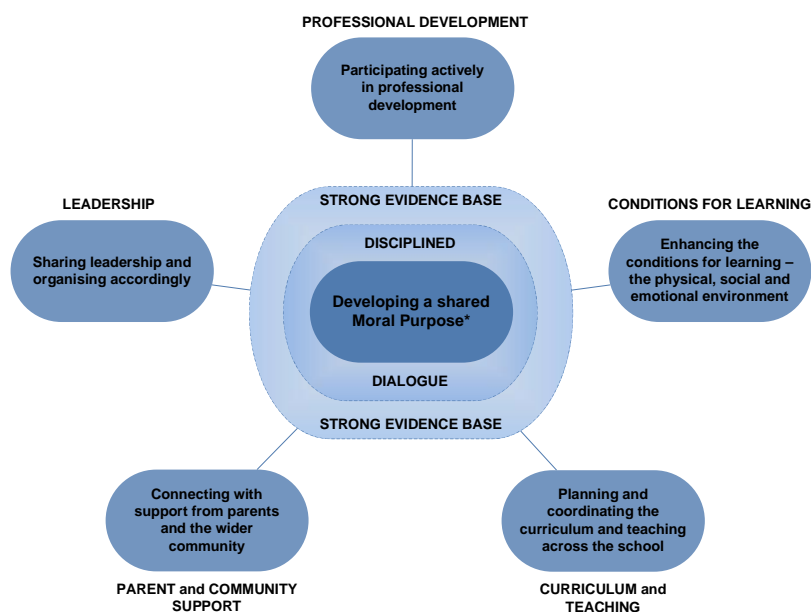 PROFESSIONAL DEVELOPMENT
Participating actively
in professional
development
LEADERSHIP
Sharing leadership and
organising accordingly
STRONG EVIDENCE BASE
DISCIPLINED
Developing a shared
Moral Purpose*
DIALOGUE
STRONG EVIDENCE BASE
CONDITIONS FOR LEARNING
Enhancing the
conditions for learning –
the physical, social and
emotional environment
Connecting with
support from parents
and the wider
community
PARENT and COMMUNITY
SUPPORT
Planning and
coordinating the
curriculum and teaching
across the school
CURRICULUM and
TEACHING